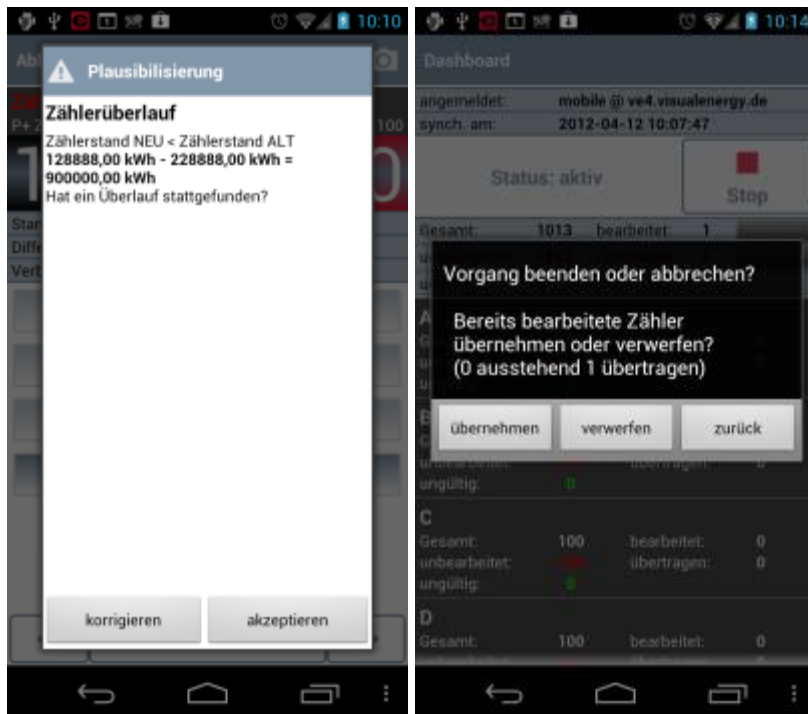 10:10
Plausibilisierung
Zählerüberlauf
Zählerstand NEU < Zählerstand ALT
128888,00 kWh - 228888,00 kWh =
900000,00 kWh
Hat ein Überlauf stattgefunden?
korrigieren akzeptieren
10:14
Dashboard
angemeldet: mobile @ ve4.visualenergy.de
synch. am: 2012-04-12 10:07:47
Status: aktiv
Stop
Gesamt: 1013 bearbeitet: 1
Vorgang beenden oder abbrechen?
Bereits bearbeitete Zähler
übernehmen oder verwerfen?
(0 ausstehend 1 übertragen)
übernehmen verwerfen zurück
unbearbeitet: übertragen: 0
ungültig: 0
C
Gesamt: 100 bearbeitet: 0
unbearbeitet: übertragen: 0
ungültig: 0
D
Gesamt: 100 bearbeitet: 0